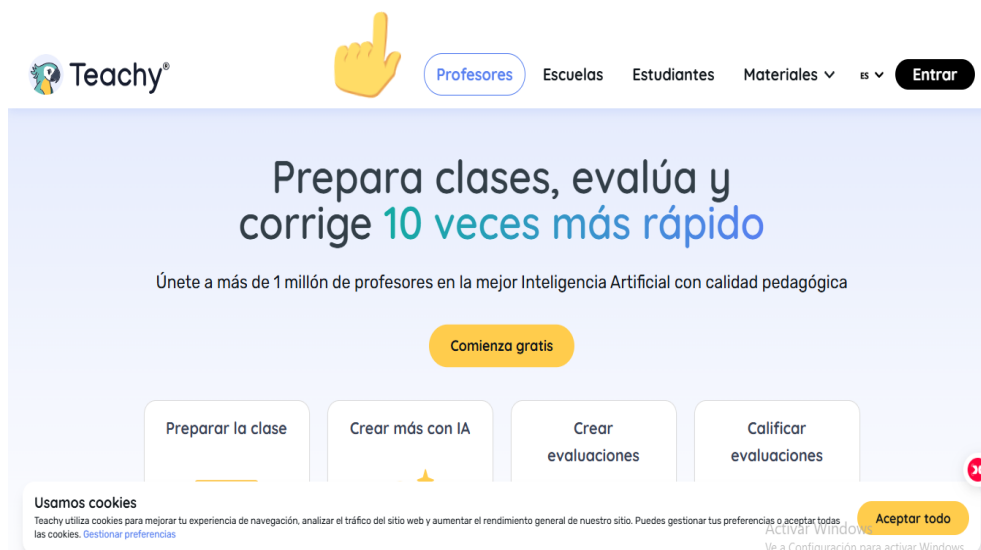 Teachy®
Profesores Escuelas Estudiantes Materiales ES Entrar
Prepara clases, evalúa y
corrige 10 veces más rápido
Únete a más de 1 millón de profesores en la mejor Inteligencia Artificial con calidad pedagógica
Comienza gratis
Preparar la clase
Crear más con IA
Crear
evaluaciones
Calificar
evaluaciones
Usamos cookies
Teachy utiliza cookies para mejorar tu experiencia de navegación, analizar el tráfico del sitio web y aumentar el rendimiento general de nuestro sitio. Puedes gestionar tus preferencias o aceptar todas
las cookies. Gestionar preferencias
Aceptar todo
Activar Windows
Ve a Configuración para activar Windows.